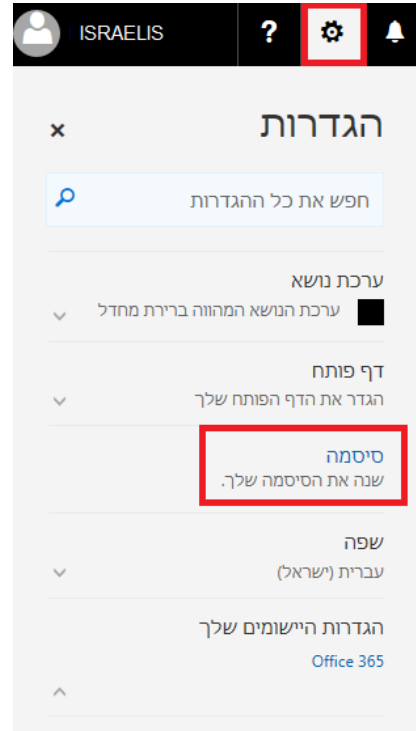 ISRAELIS ?
הגדרות ×
חפש את כל ההגדרות
ערכת נושא
ערכת הנושא המהווה ברירת מחדל
דף פותח
הגדר את הדף הפותח שלך
סיסמה
שנה את הסיסמה שלך.
שפה
עברית (ישראל)
הגדרות היישומים שלך
Office 365